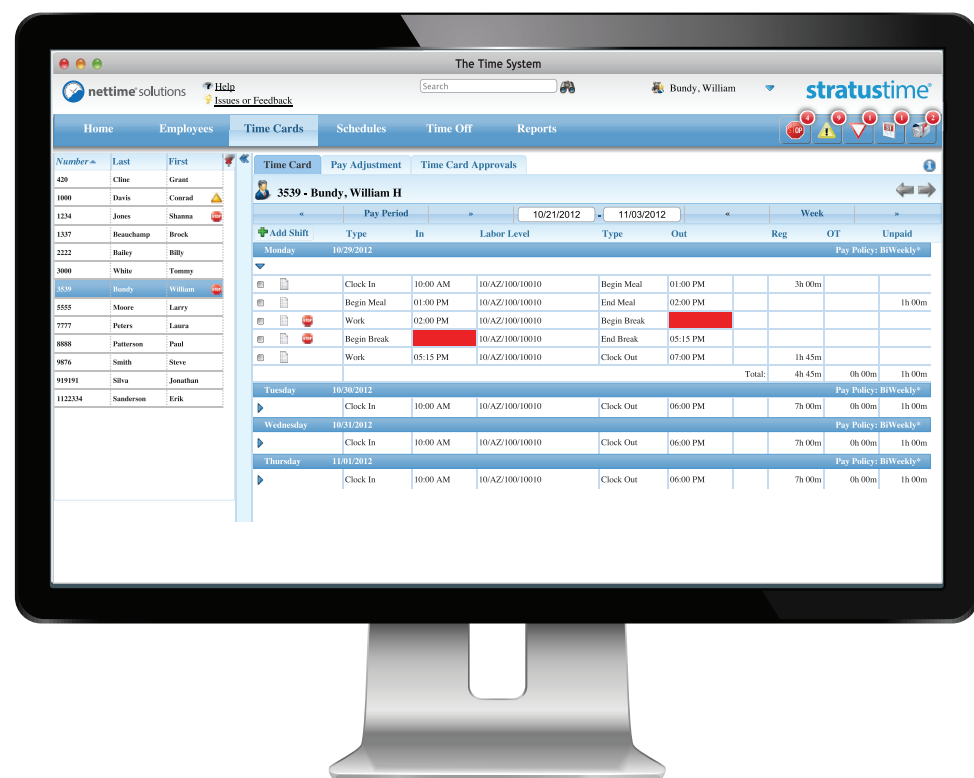 The Time System
nettime solutions
Help
Issues or Feedback
Search
Bundy, William
stratustime
Home Employees Time Cards Schedules Time Off Reports
STOP 4 9 1 31 1 2
Number Last First
420 Cline Grant
1000 Davis Conrad
1234 Jones Shanna STOP
1337 Beauchamp Brock
2222 Bailey Billy
3000 White Tommy
3539 Bundy William STOP
5555 Moore Larry
7777 Peters Laura
8888 Patterson Paul
9876 Smith Steve
919191 Silva Jonathan
1122334 Sanderson Erik
Time Card Pay Adjustment Time Card Approvals
3539 - Bundy, William H
« Pay Period » 10/21/2012 - 11/03/2012 « Week »
Add Shift Type In Labor Level Type Out Reg OT Unpaid
Monday 10/29/2012 Pay Policy: BiWeekly*
Clock In 10:00 AM 10/AZ/100/10010 Begin Meal 01:00 PM 3h 00m
Begin Meal 01:00 PM 10/AZ/100/10010 End Meal 02:00 PM 1h 00m
STOP Work 02:00 PM 10/AZ/100/10010 Begin Break
STOP Begin Break 10/AZ/100/10010 End Break 05:15 PM
Work 05:15 PM 10/AZ/100/10010 Clock Out 07:00 PM 1h 45m
Total: 4h 45m 0h 00m 1h 00m
Tuesday 10/30/2012 Pay Policy: BiWeekly*
Clock In 10:00 AM 10/AZ/100/10010 Clock Out 06:00 PM 7h 00m 0h 00m 1h 00m
Wednesday 10/31/2012 Pay Policy: BiWeekly*
Clock In 10:00 AM 10/AZ/100/10010 Clock Out 06:00 PM 7h 00m 0h 00m 1h 00m
Thursday 11/01/2012 Pay Policy: BiWeekly*
Clock In 10:00 AM 10/AZ/100/10010 Clock Out 06:00 PM 7h 00m 0h 00m 1h 00m